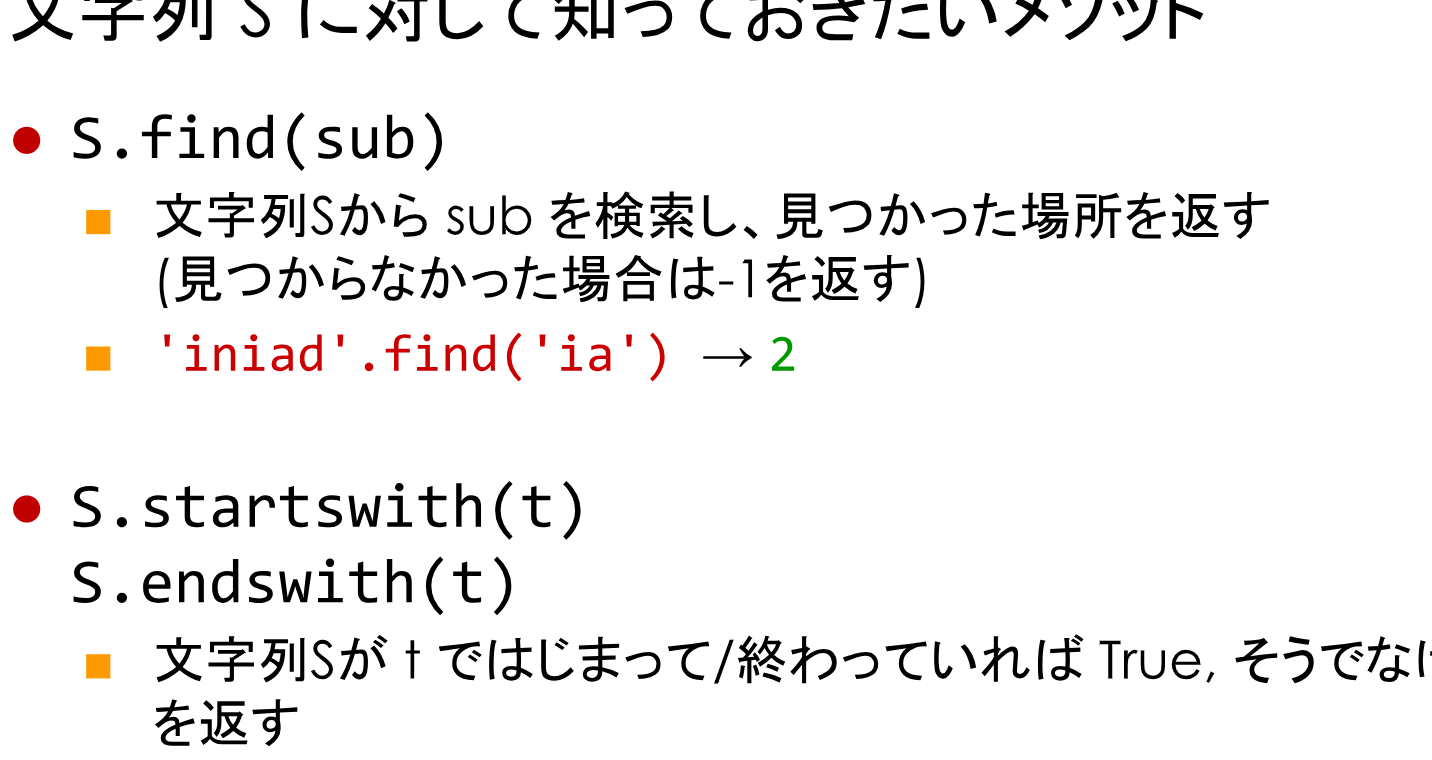 文字列 S に対して知っておきたいメソッド
● S.find(sub)
■ 文字列Sから sub を検索し、見つかった場所を返す
(見つからなかった場合は-1を返す)
■ 'iniad'.find('ia') → 2
● S.startswith(t)
S.endswith(t)
■ 文字列Sが t ではじまって/終わっていれば True, そうでな
を返す